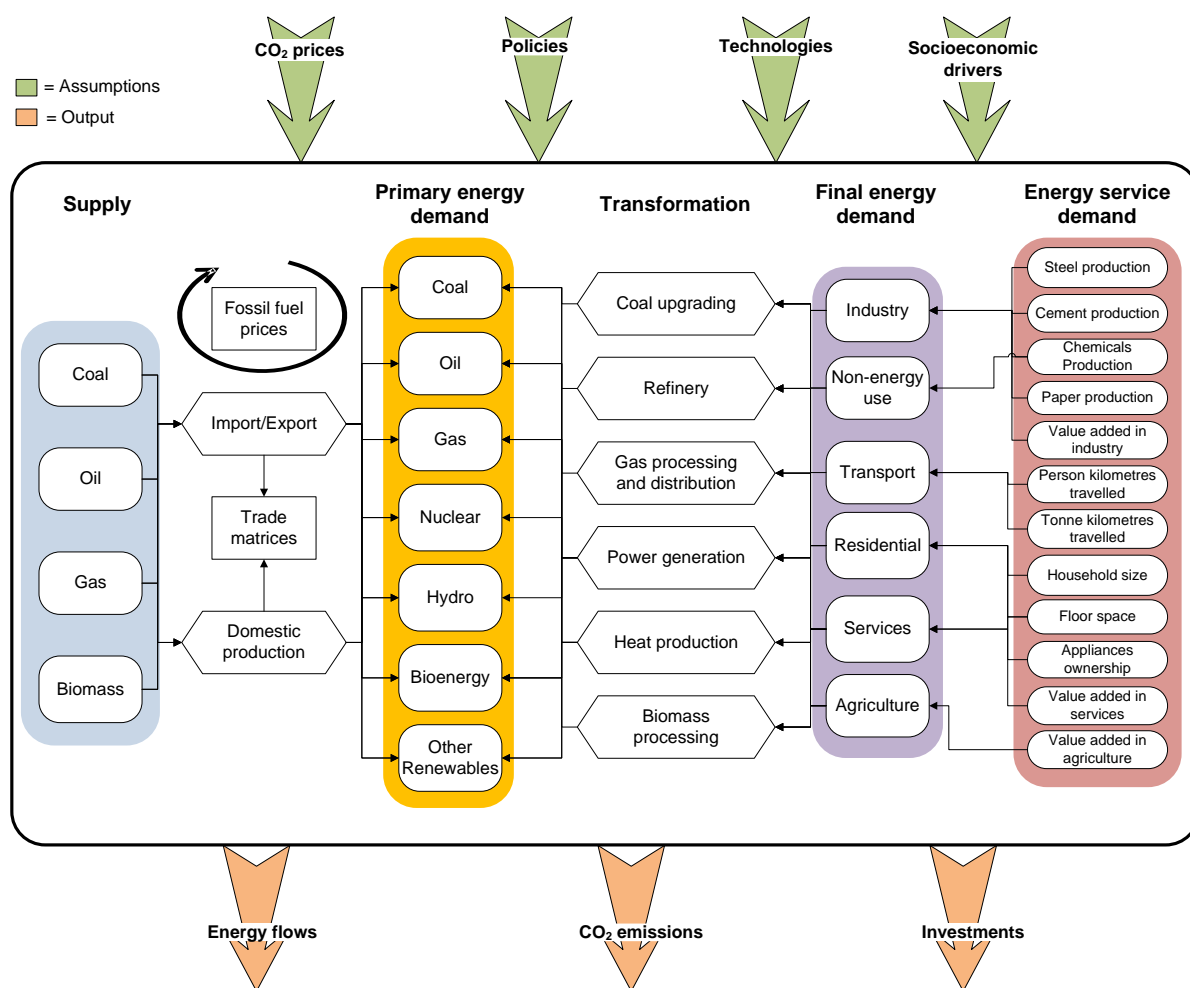 CO₂ prices
Policies
Technologies
Socioeconomic
drivers
= Assumptions
= Output
Supply
Primary energy
demand
Transformation
Final energy
demand
Energy service
demand
Fossil fuel
prices
Coal
Oil
Gas
Biomass
Import/Export
Trade
matrices
Domestic
production
Coal
Oil
Gas
Nuclear
Hydro
Bioenergy
Other
Renewables
Coal upgrading
Refinery
Gas processing
and distribution
Power generation
Heat production
Biomass
processing
Industry
Non-energy
use
Transport
Residential
Services
Agriculture
Steel production
Cement production
Chemicals
Production
Paper production
Value added in
industry
Person kilometres
travelled
Tonne kilometres
travelled
Household size
Floor space
Appliances
ownership
Value added in
services
Value added in
agriculture
Energy flows
CO₂ emissions
Investments